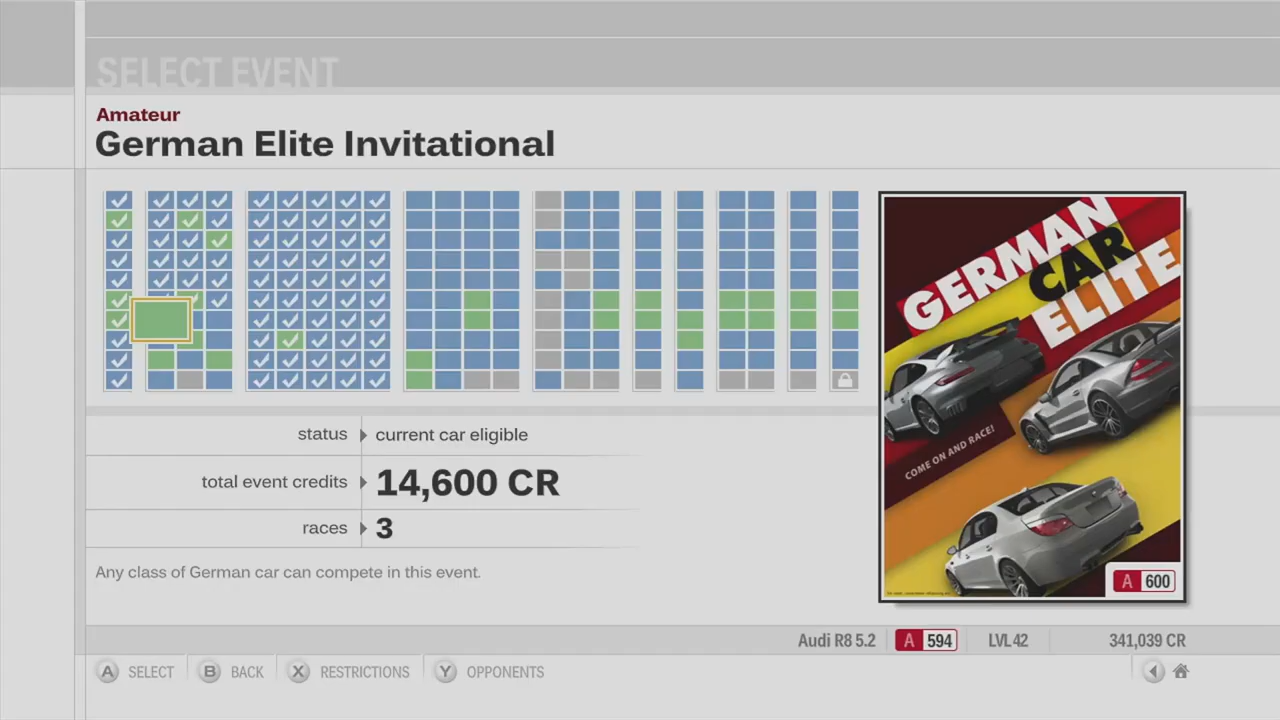 SELECT EVENT
Amateur
German Elite Invitational
GERMAN
CAR
ELITE
COME ON AND RACE!
A 600
status current car eligible
total event credits 14,600 CR
races 3
Any class of German car can compete in this event.
Audi R8 5.2 A 594 LVL 42 341,039 CR
A SELECT B BACK X RESTRICTIONS Y OPPONENTS